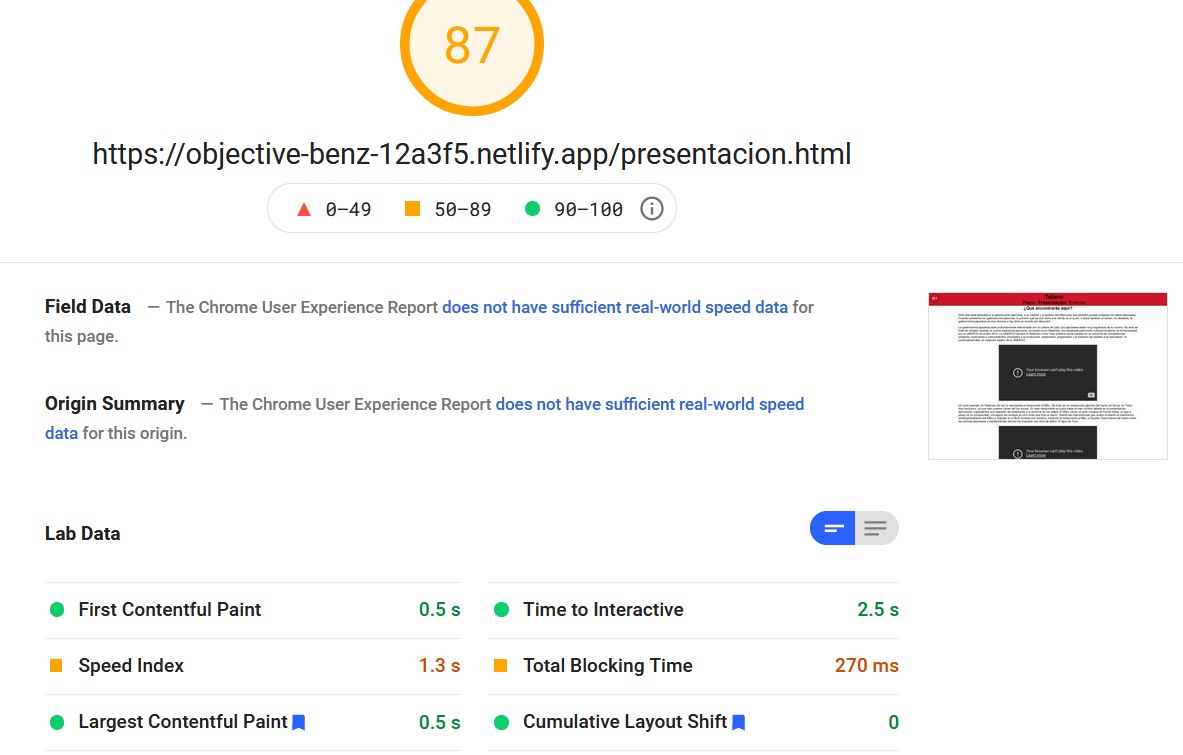 87
https://objective-benz-12a3f5.netlify.app/presentacion.html
0–49 50–89 90–100
Field Data — The Chrome User Experience Report does not have sufficient real-world speed data for
this page.
Origin Summary — The Chrome User Experience Report does not have sufficient real-world speed
data for this origin.
¿Qué encontrarás aquí?
Your browser can't play this video.
Learn more
Your browser can't play this video.
Learn more
Lab Data
First Contentful Paint 0.5 s
Time to Interactive 2.5 s
Speed Index 1.3 s
Total Blocking Time 270 ms
Largest Contentful Paint 0.5 s
Cumulative Layout Shift 0